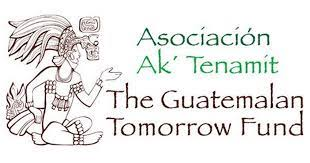 Asociación
Ak´ Tenamit
The Guatemalan
Tomorrow Fund